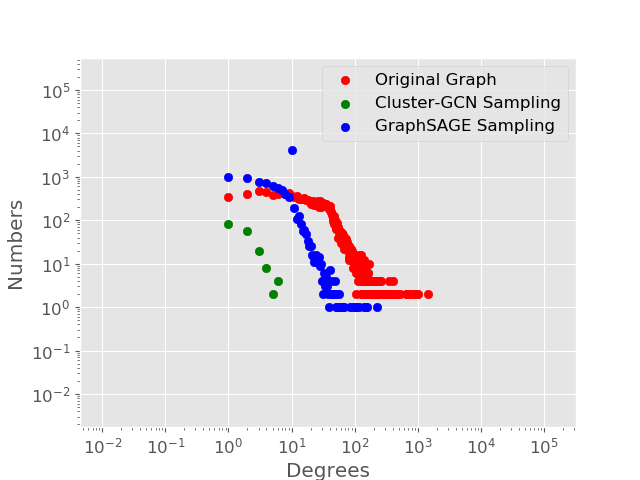 Original Graph
Cluster-GCN Sampling
GraphSAGE Sampling
Numbers
10^5
10^4
10^3
10^2
10^1
10^0
10^-1
10^-2
10^-2 10^-1 10^0 10^1 10^2 10^3 10^4 10^5
Degrees